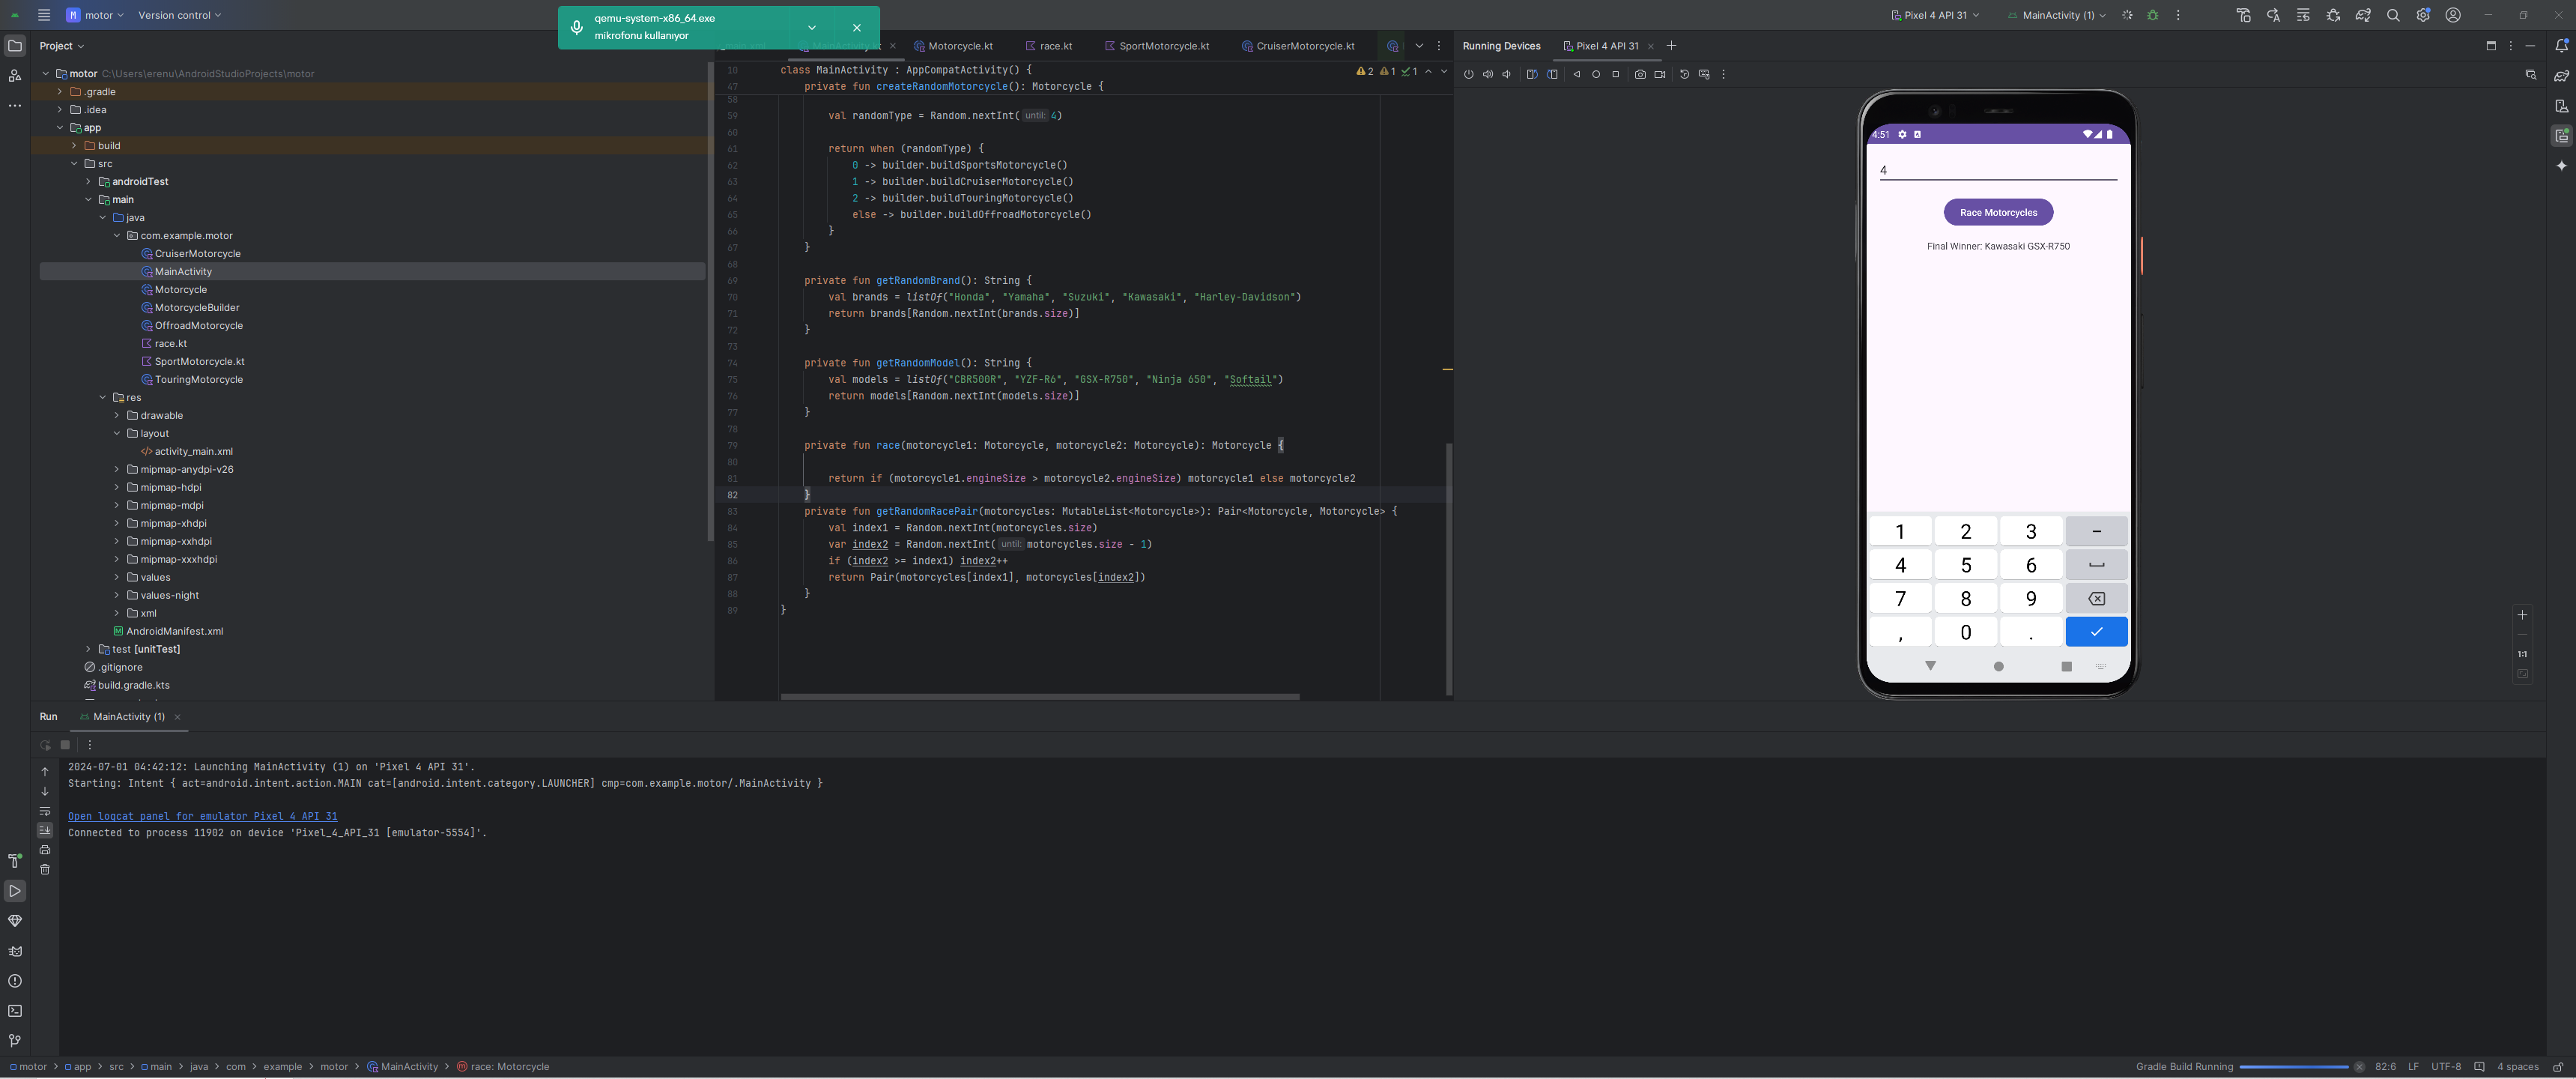 M motor Version control
qemu-system-x86_64.exe
mikrofonu kullanıyor
Pixel 4 API 31
MainActivity (1)
Project
Motorcycle.kt
race.kt
SportMotorcycle.kt
CruiserMotorcycle.kt
Running Devices
Pixel 4 API 31
motor C:\Users\erenu\AndroidStudioProjects\motor
.gradle
.idea
app
build
src
androidTest
main
java
com.example.motor
CruiserMotorcycle
MainActivity
Motorcycle
MotorcycleBuilder
OffroadMotorcycle
race.kt
SportMotorcycle.kt
TouringMotorcycle
res
drawable
layout
activity_main.xml
mipmap-anydpi-v26
mipmap-hdpi
mipmap-mdpi
mipmap-xhdpi
mipmap-xxhdpi
mipmap-xxxhdpi
values
values-night
xml
AndroidManifest.xml
test [unitTest]
.gitignore
build.gradle.kts
2 1 1
10 class MainActivity : AppCompatActivity() {
47 private fun createRandomMotorcycle(): Motorcycle {
58
59 val randomType = Random.nextInt( until: 4)
60
61 return when (randomType) {
62 0 -> builder.buildSportsMotorcycle()
63 1 -> builder.buildCruiserMotorcycle()
64 2 -> builder.buildTouringMotorcycle()
65 else -> builder.buildOffroadMotorcycle()
66 }
67 }
68
69 private fun getRandomBrand(): String {
70 val brands = listOf("Honda", "Yamaha", "Suzuki", "Kawasaki", "Harley-Davidson")
71 return brands[Random.nextInt(brands.size)]
72 }
73
74 private fun getRandomModel(): String {
75 val models = listOf("CBR500R", "YZF-R6", "GSX-R750", "Ninja 650", "Softail")
76 return models[Random.nextInt(models.size)]
77 }
78
79 private fun race(motorcycle1: Motorcycle, motorcycle2: Motorcycle): Motorcycle {
80
81 return if (motorcycle1.engineSize > motorcycle2.engineSize) motorcycle1 else motorcycle2
82 }
83 private fun getRandomRacePair(motorcycles: MutableList<Motorcycle>): Pair<Motorcycle, Motorcycle> {
84 val index1 = Random.nextInt(motorcycles.size)
85 var index2 = Random.nextInt( until: motorcycles.size - 1)
86 if (index2 >= index1) index2++
87 return Pair(motorcycles[index1], motorcycles[index2])
88 }
89 }
4:51
4
Race Motorcycles
Final Winner: Kawasaki GSX-R750
1 2 3 −
4 5 6
7 8 9
, 0 .
1:1
Run MainActivity (1)
2024-07-01 04:42:12: Launching MainActivity (1) on 'Pixel 4 API 31'.
Starting: Intent { act=android.intent.action.MAIN cat=[android.intent.category.LAUNCHER] cmp=com.example.motor/.MainActivity }
Open logcat panel for emulator Pixel 4 API 31
Connected to process 11902 on device 'Pixel_4_API_31 [emulator-5554]'.
motor > app > src > main > java > com > example > motor > MainActivity > race: Motorcycle
Gradle Build Running 82:6 LF UTF-8 4 spaces